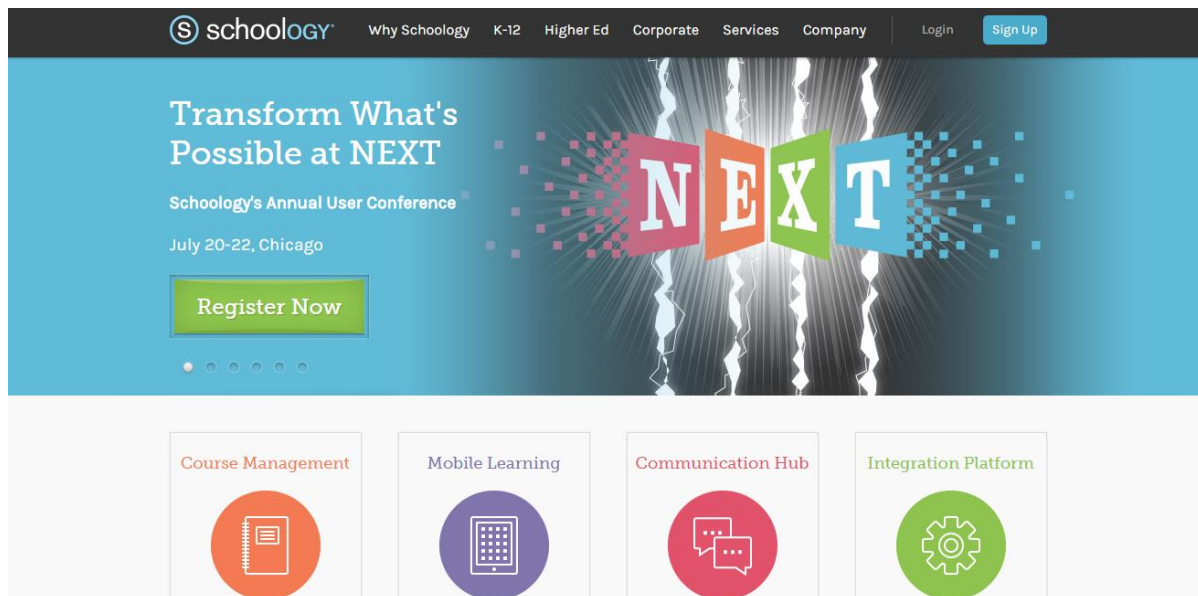 S schoology
Why Schoology K-12 Higher Ed Corporate Services Company Login Sign Up
Transform What's
Possible at NEXT
Schoology's Annual User Conference
July 20-22, Chicago
Register Now
NEXT
Course Management Mobile Learning Communication Hub Integration Platform